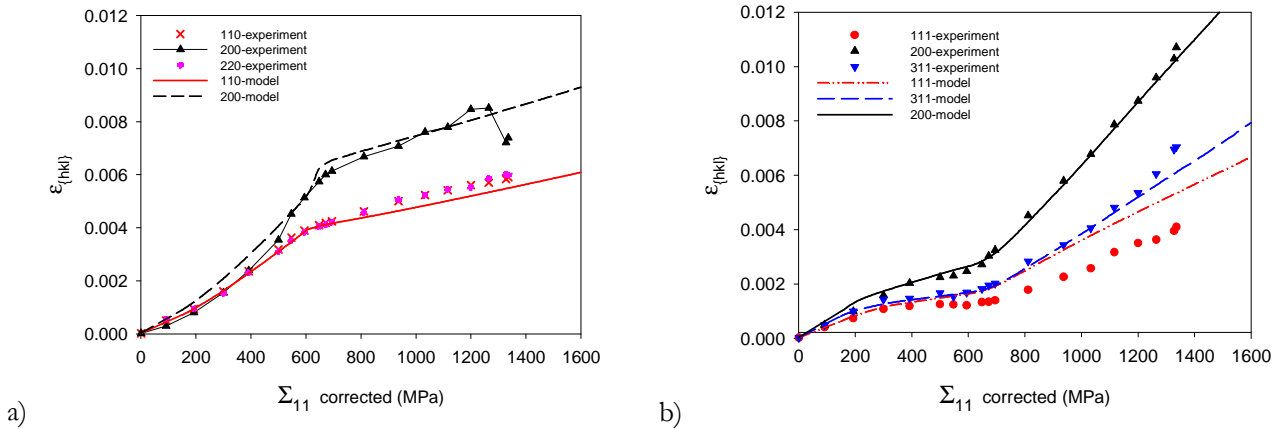 a)
0.012
0.010
0.008
0.006
0.004
0.002
0.000
ε{hkl}
110-experiment
200-experiment
220-experiment
110-model
200-model
0 200 400 600 800 1000 1200 1400 1600
Σ11 corrected (MPa)
b)
0.012
0.010
0.008
0.006
0.004
0.002
0.000
ε{hkl}
111-experiment
200-experiment
311-experiment
111-model
311-model
200-model
0 200 400 600 800 1000 1200 1400 1600
Σ11 corrected (MPa)